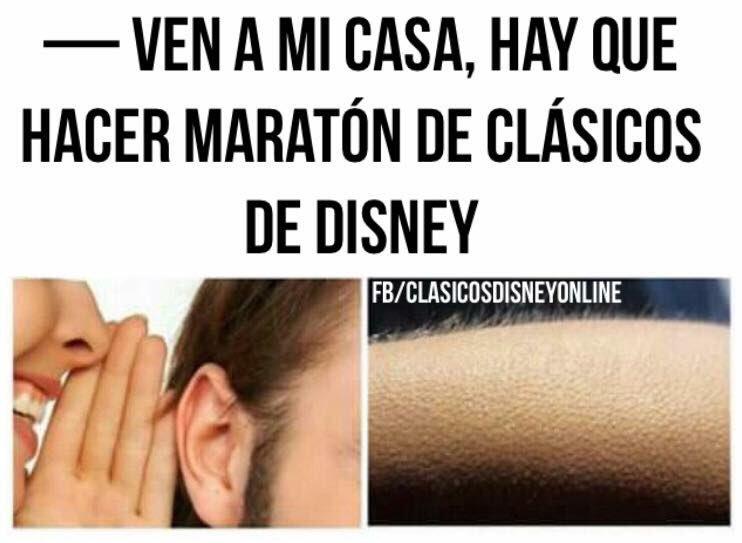 — VEN A MI CASA, HAY QUE
HACER MARATÓN DE CLÁSICOS
DE DISNEY
FB/CLASICOSDISNEYONLINE